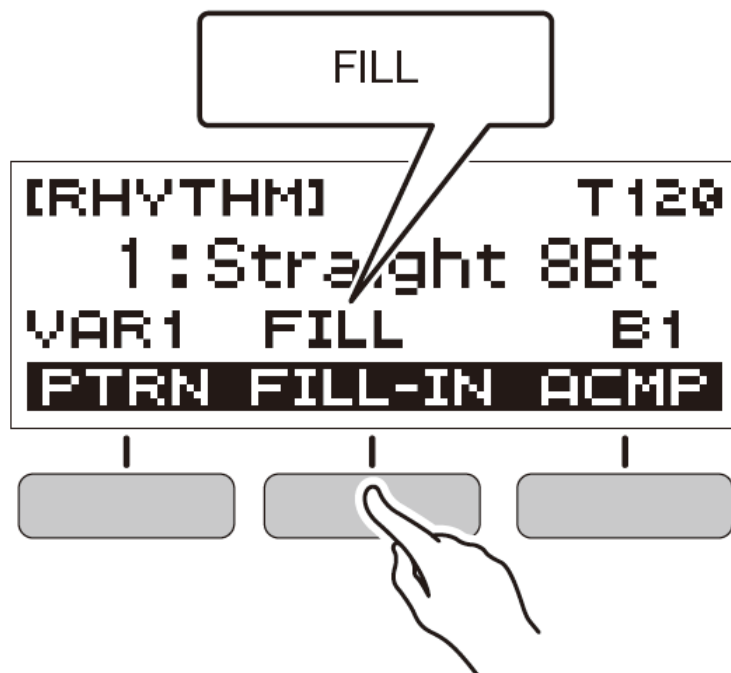 FILL
[RHYTHM] T120
1:Straight 8Bt
VAR1 FILL B1
PTRN FILL-IN ACMP